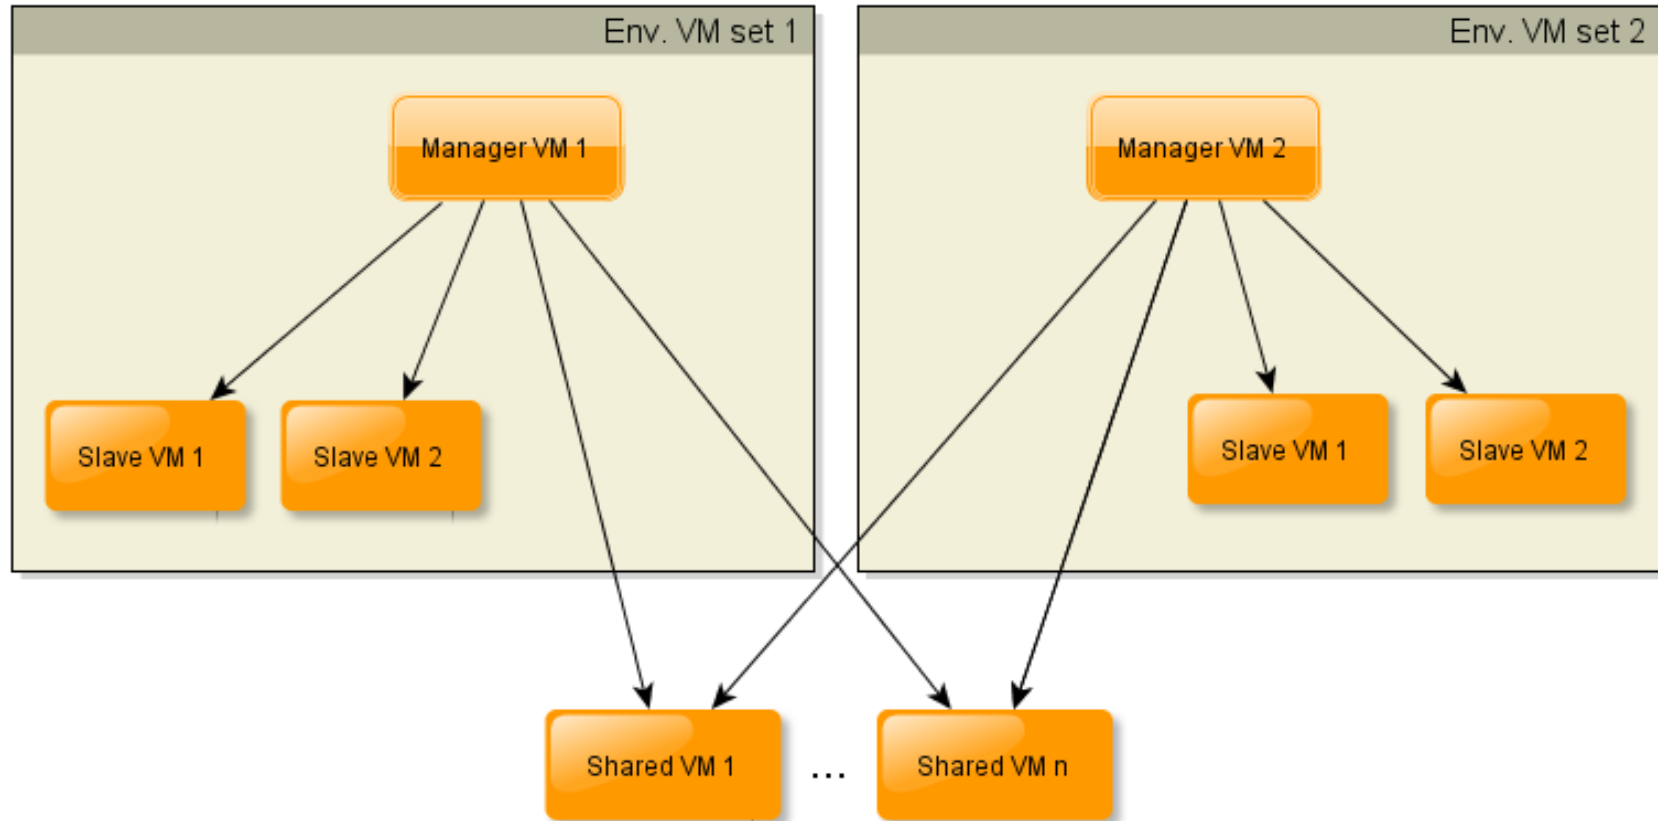 Env. VM set 1
Env. VM set 2
Manager VM 1
Manager VM 2
Slave VM 1
Slave VM 2
Slave VM 1
Slave VM 2
Shared VM 1
...
Shared VM n